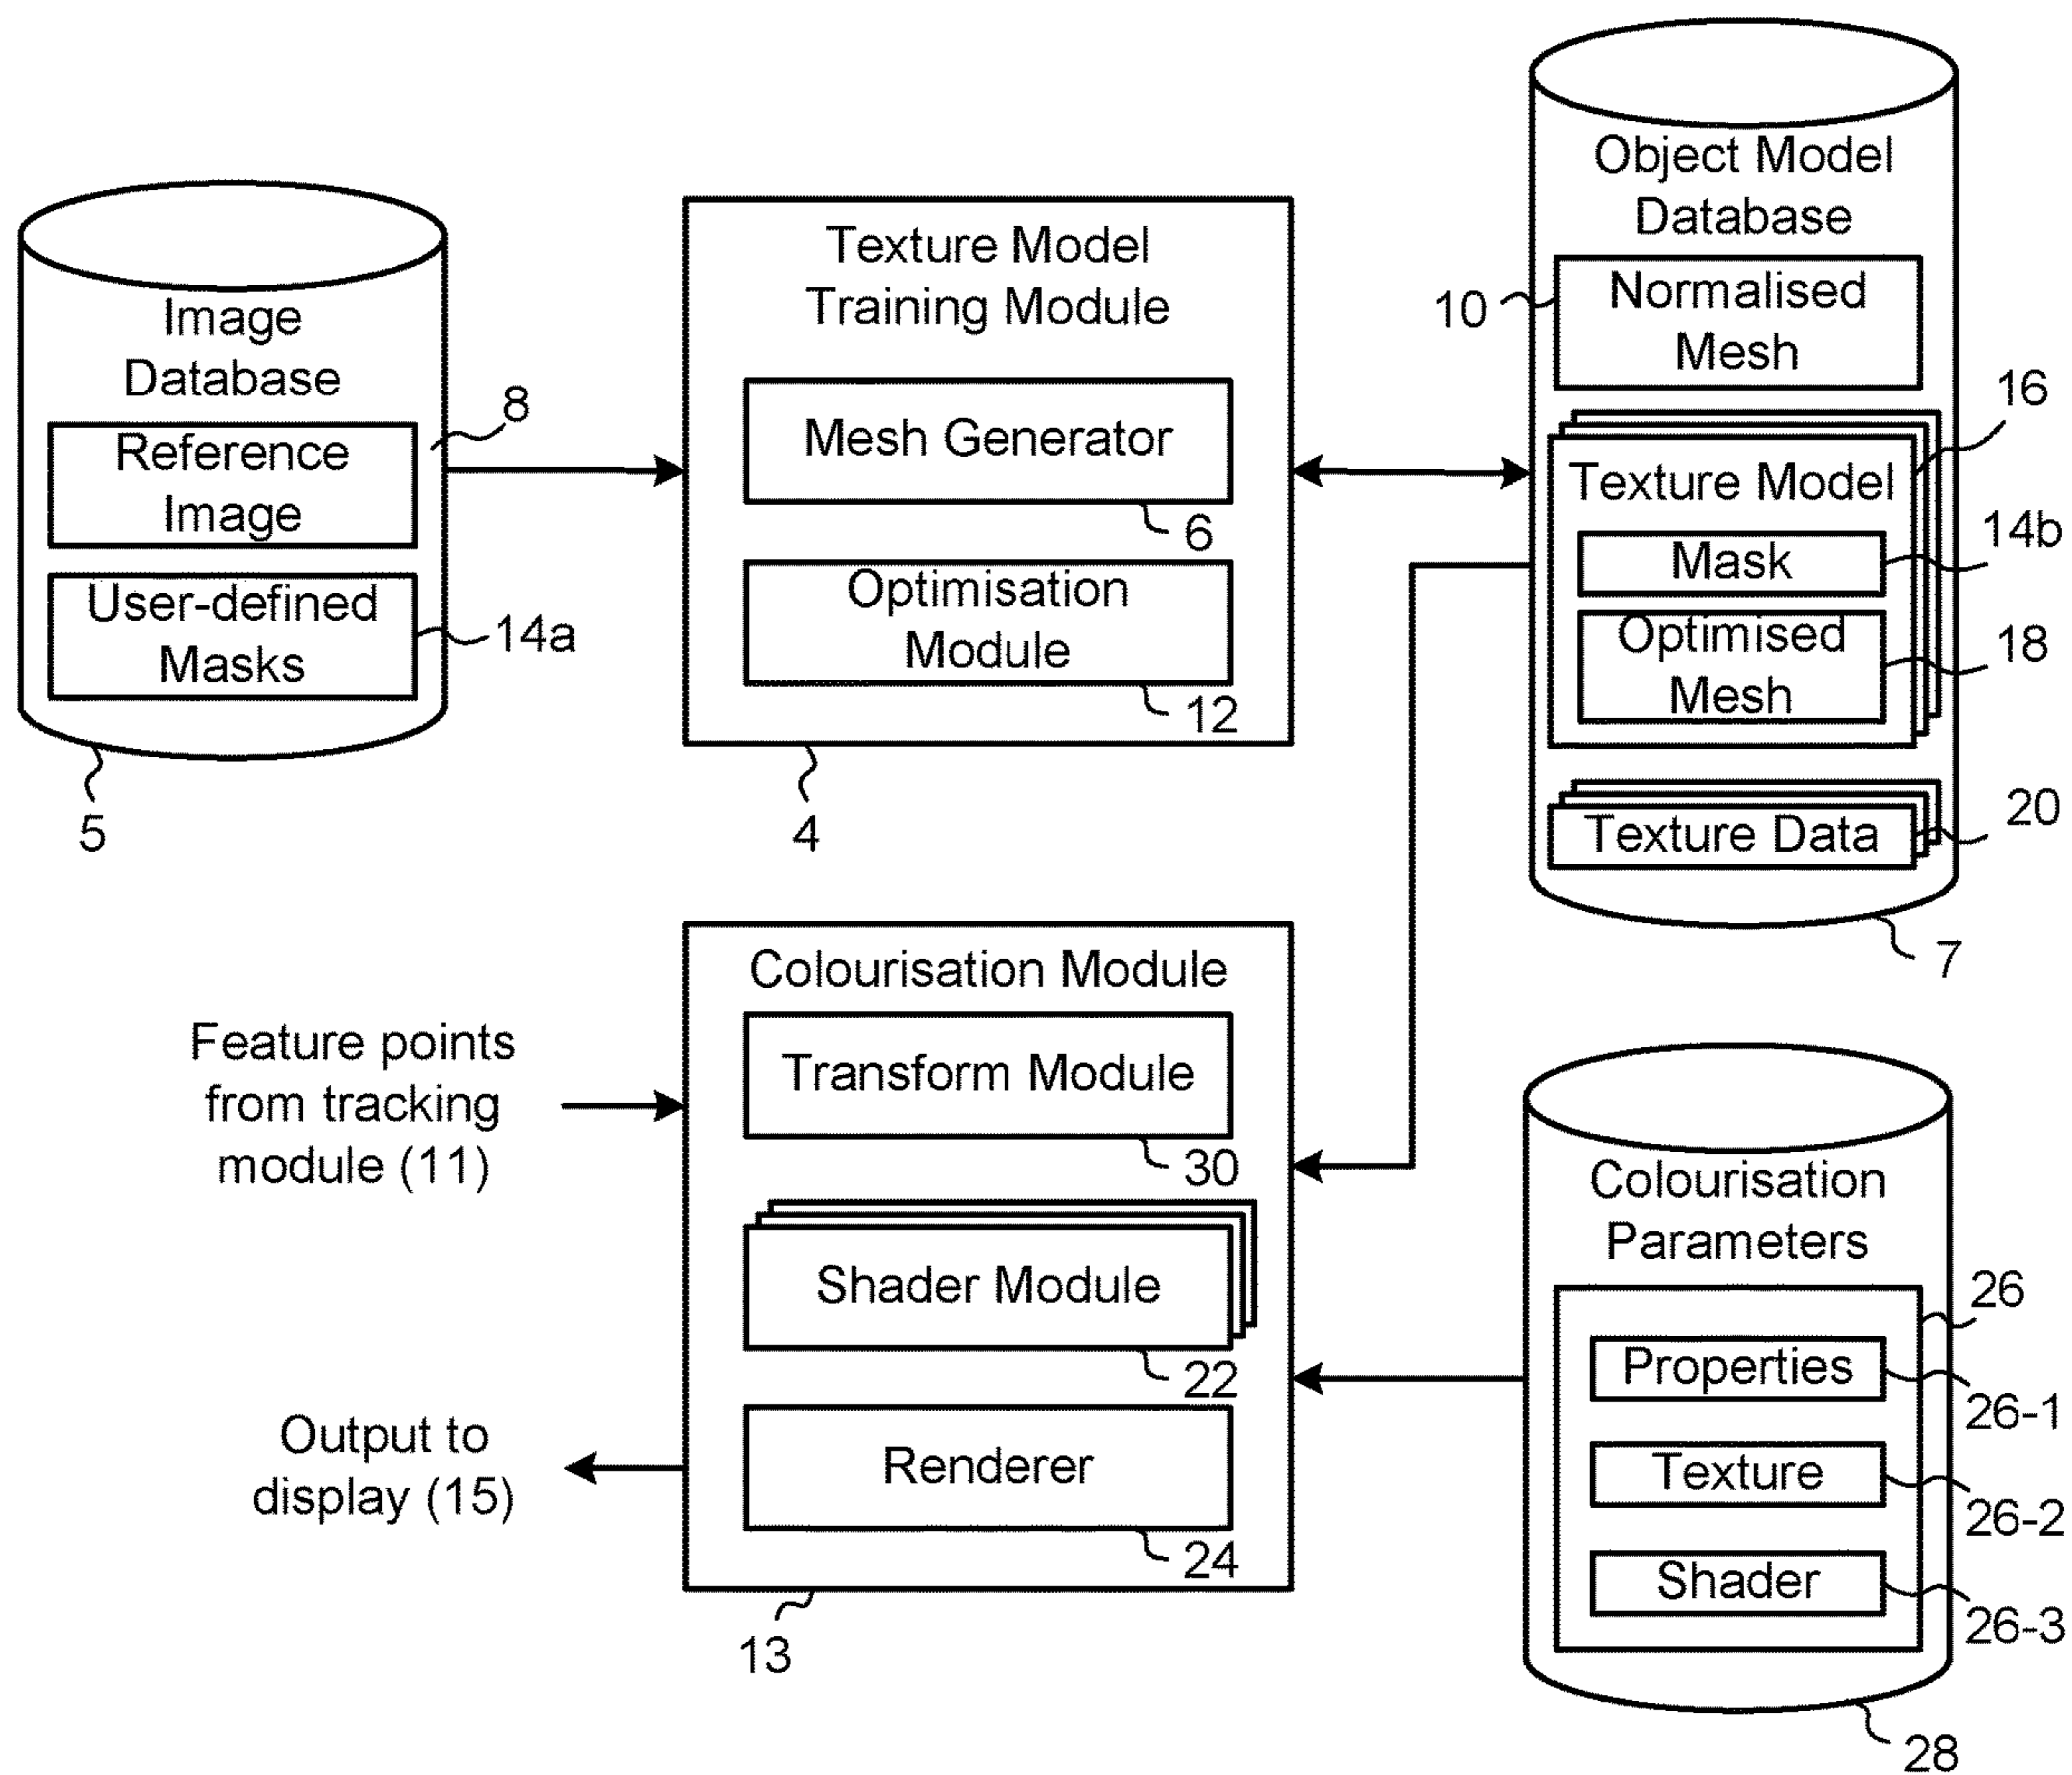 Image
Database
8
Reference
Image
User-defined
Masks
14a
5
Texture Model
Training Module
Mesh Generator
6
Optimisation
Module
12
4
Object Model
Database
10
Normalised
Mesh
16
Texture Model
14b
Mask
Optimised
Mesh
18
20
Texture Data
7
Colourisation Module
Feature points
from tracking
module (11)
Transform Module
30
Shader Module
22
Output to
display (15)
Renderer
24
13
Colourisation
Parameters
26
Properties
26-1
Texture
26-2
Shader
26-3
28